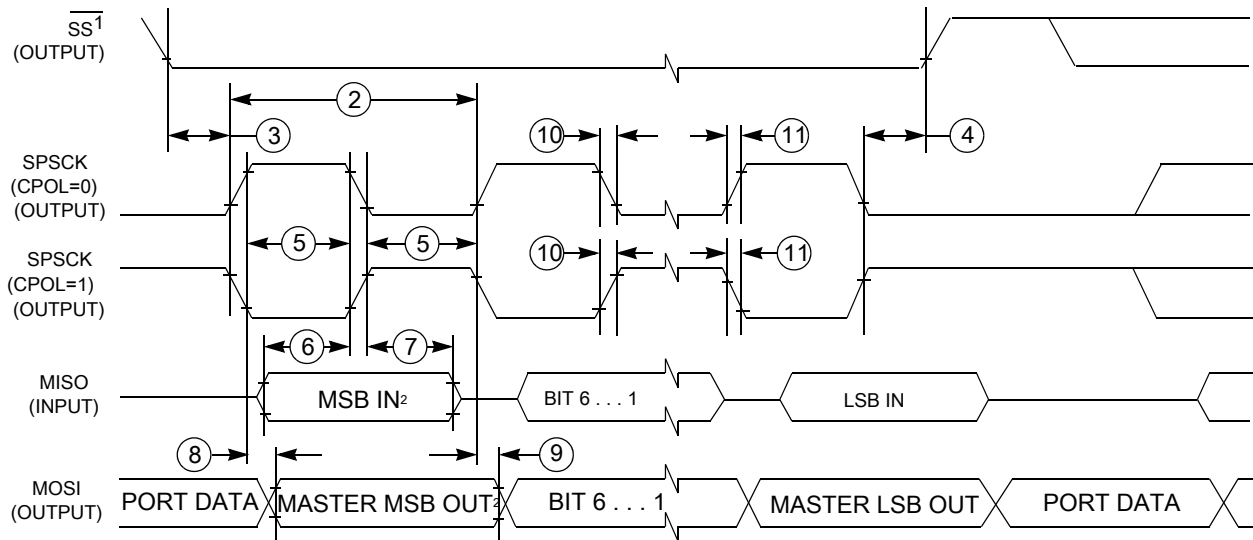 SS1
(OUTPUT)
2
3
10
11
4
SPSCK
(CPOL=0)
(OUTPUT)
5
5
SPSCK
(CPOL=1)
(OUTPUT)
10
11
6
7
MISO
(INPUT)
MSB IN2
BIT 6 . . . 1
LSB IN
8
9
MOSI
(OUTPUT)
PORT DATA
MASTER MSB OUT2
BIT 6 . . . 1
MASTER LSB OUT
PORT DATA